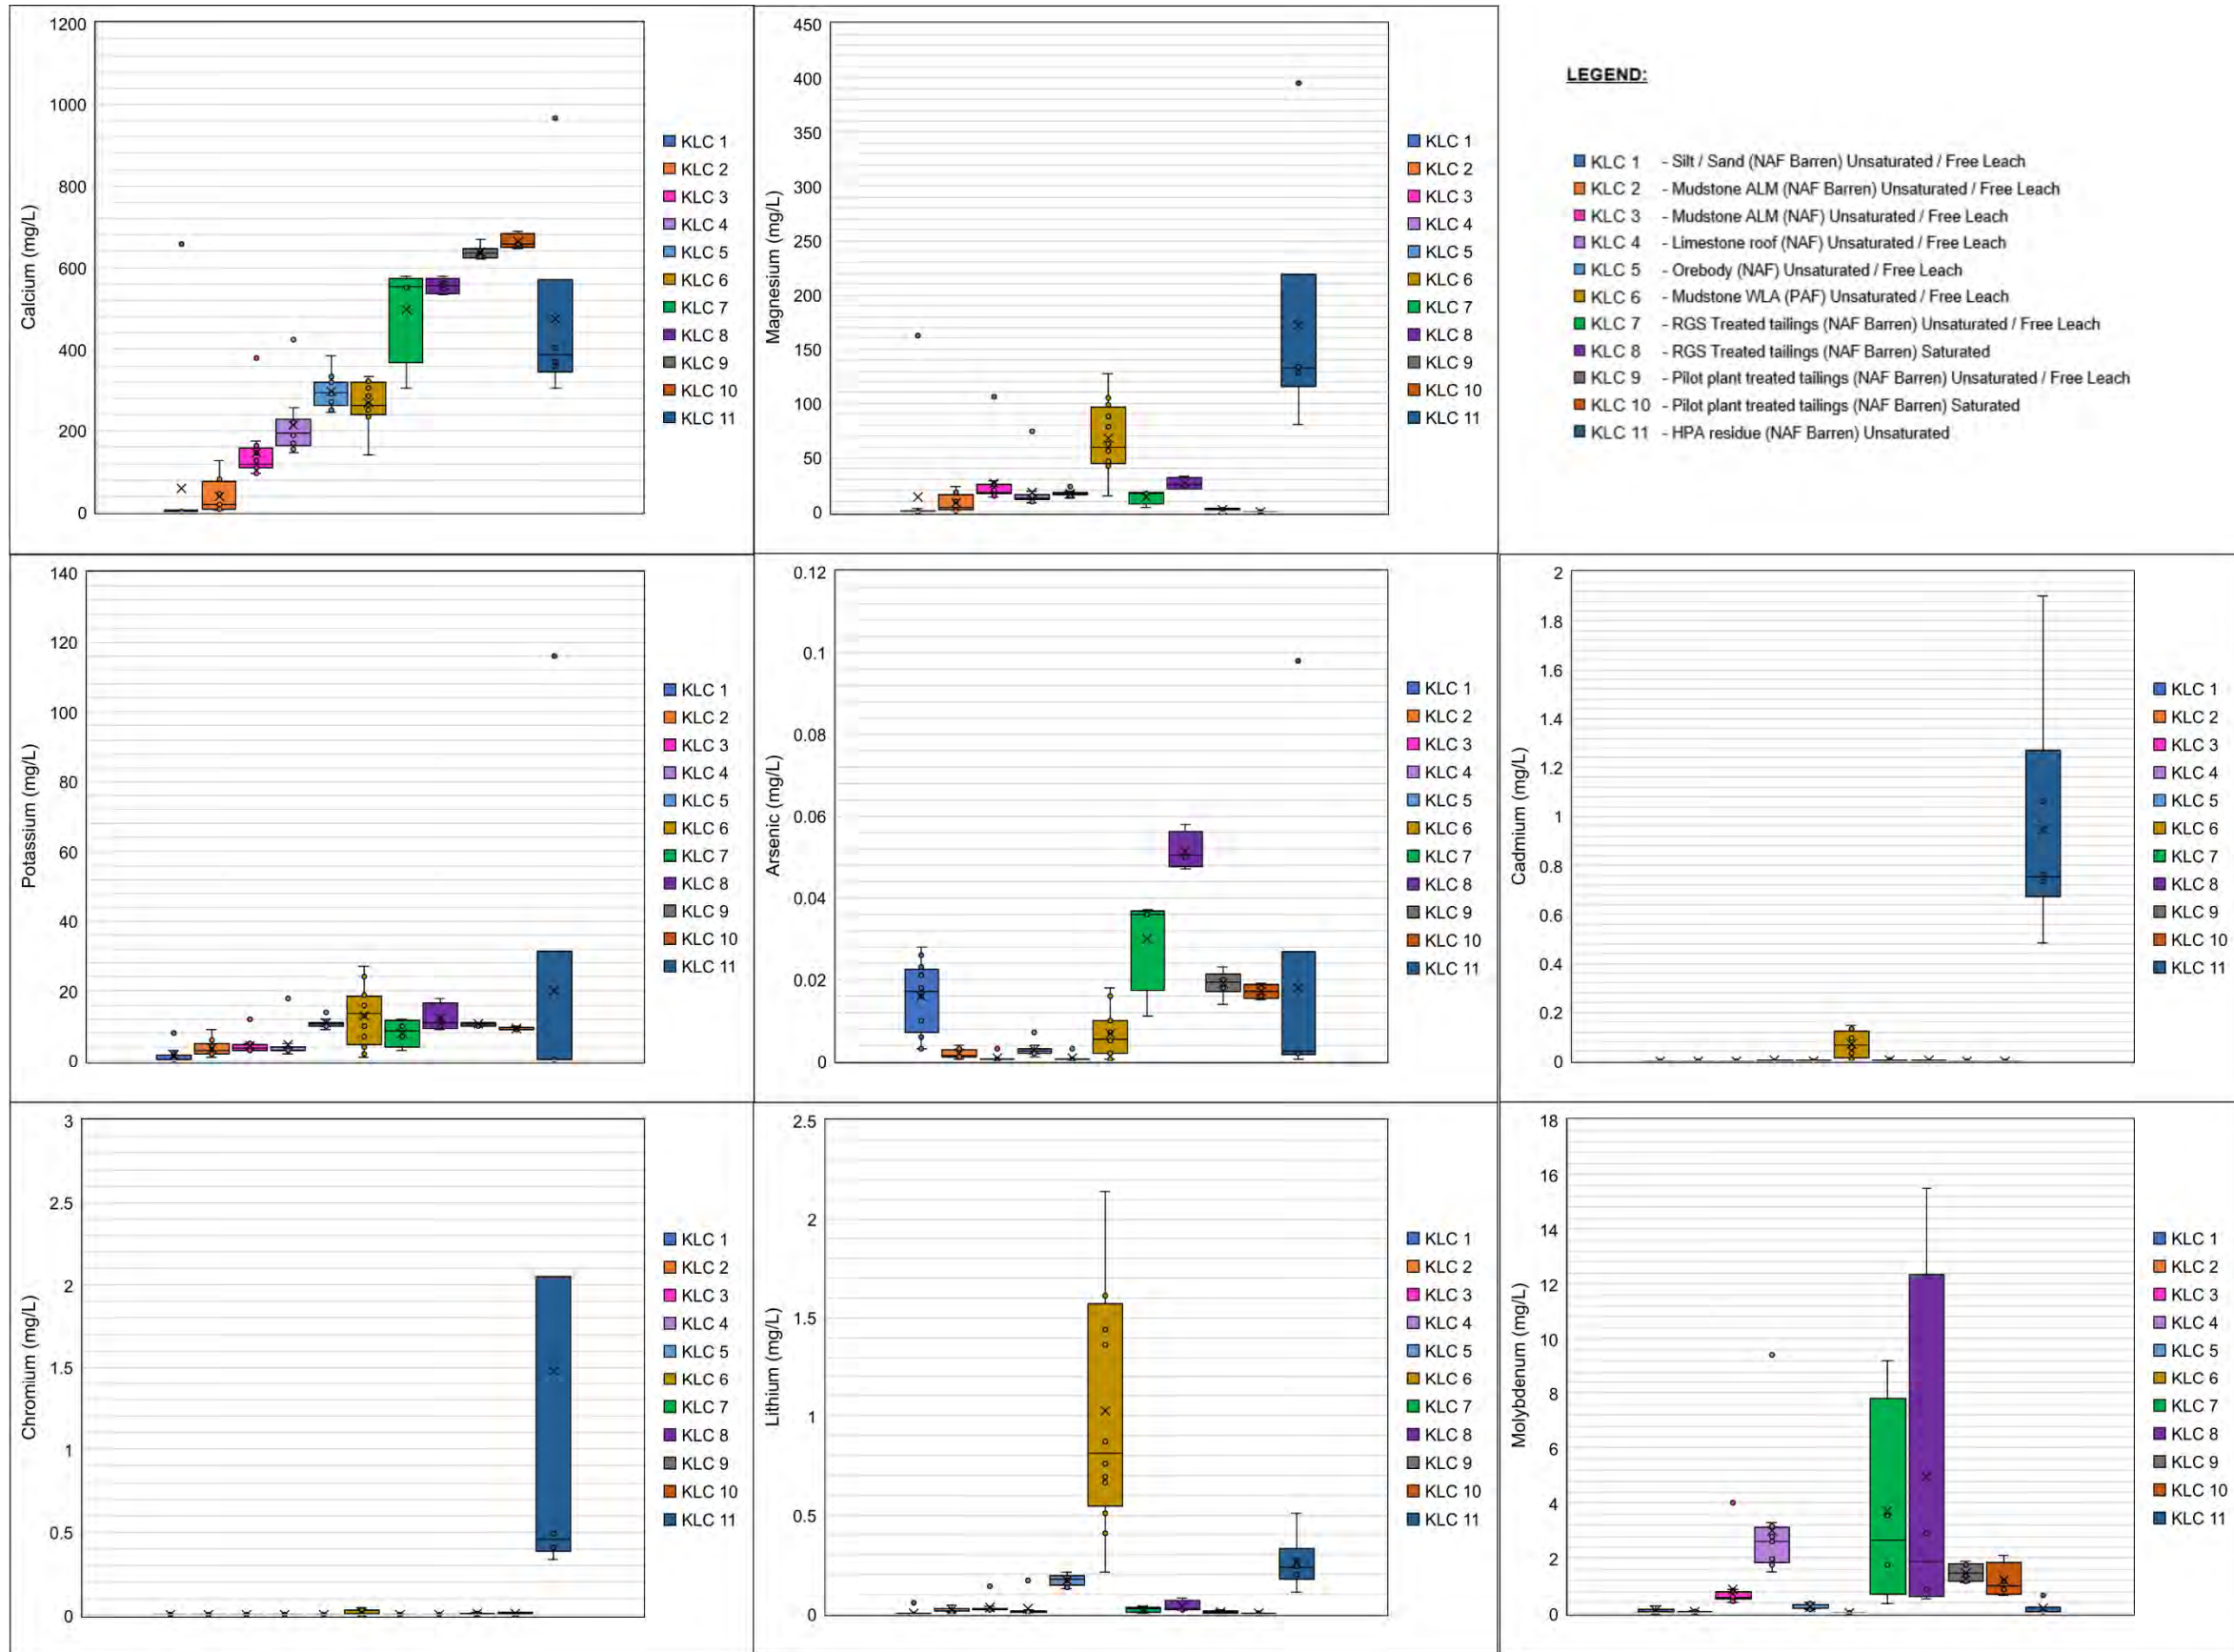 1200
1000
800
600
400
200
0
Calcium (mg/L)
KLC 1
KLC 2
KLC 3
KLC 4
KLC 5
KLC 6
KLC 7
KLC 8
KLC 9
KLC 10
KLC 11
450
400
350
300
250
200
150
100
50
0
Magnesium (mg/L)
KLC 1
KLC 2
KLC 3
KLC 4
KLC 5
KLC 6
KLC 7
KLC 8
KLC 9
KLC 10
KLC 11
LEGEND:
KLC 1 - Silt / Sand (NAF Barren) Unsaturated / Free Leach
KLC 2 - Mudstone ALM (NAF Barren) Unsaturated / Free Leach
KLC 3 - Mudstone ALM (NAF) Unsaturated / Free Leach
KLC 4 - Limestone roof (NAF) Unsaturated / Free Leach
KLC 5 - Orebody (NAF) Unsaturated / Free Leach
KLC 6 - Mudstone WLA (PAF) Unsaturated / Free Leach
KLC 7 - RGS Treated tailings (NAF Barren) Unsaturated / Free Leach
KLC 8 - RGS Treated tailings (NAF Barren) Saturated
KLC 9 - Pilot plant treated tailings (NAF Barren) Unsaturated / Free Leach
KLC 10 - Pilot plant treated tailings (NAF Barren) Saturated
KLC 11 - HPA residue (NAF Barren) Unsaturated
140
120
100
80
60
40
20
0
Potassium (mg/L)
KLC 1
KLC 2
KLC 3
KLC 4
KLC 5
KLC 6
KLC 7
KLC 8
KLC 9
KLC 10
KLC 11
0.12
0.1
0.08
0.06
0.04
0.02
0
Arsenic (mg/L)
KLC 1
KLC 2
KLC 3
KLC 4
KLC 5
KLC 6
KLC 7
KLC 8
KLC 9
KLC 10
KLC 11
2
1.8
1.6
1.4
1.2
1
0.8
0.6
0.4
0.2
0
Cadmium (mg/L)
KLC 1
KLC 2
KLC 3
KLC 4
KLC 5
KLC 6
KLC 7
KLC 8
KLC 9
KLC 10
KLC 11
3
2.5
2
1.5
1
0.5
0
Chromium (mg/L)
KLC 1
KLC 2
KLC 3
KLC 4
KLC 5
KLC 6
KLC 7
KLC 8
KLC 9
KLC 10
KLC 11
2.5
2
1.5
1
0.5
0
Lithium (mg/L)
KLC 1
KLC 2
KLC 3
KLC 4
KLC 5
KLC 6
KLC 7
KLC 8
KLC 9
KLC 10
KLC 11
18
16
14
12
10
8
6
4
2
0
Molybdenum (mg/L)
KLC 1
KLC 2
KLC 3
KLC 4
KLC 5
KLC 6
KLC 7
KLC 8
KLC 9
KLC 10
KLC 11